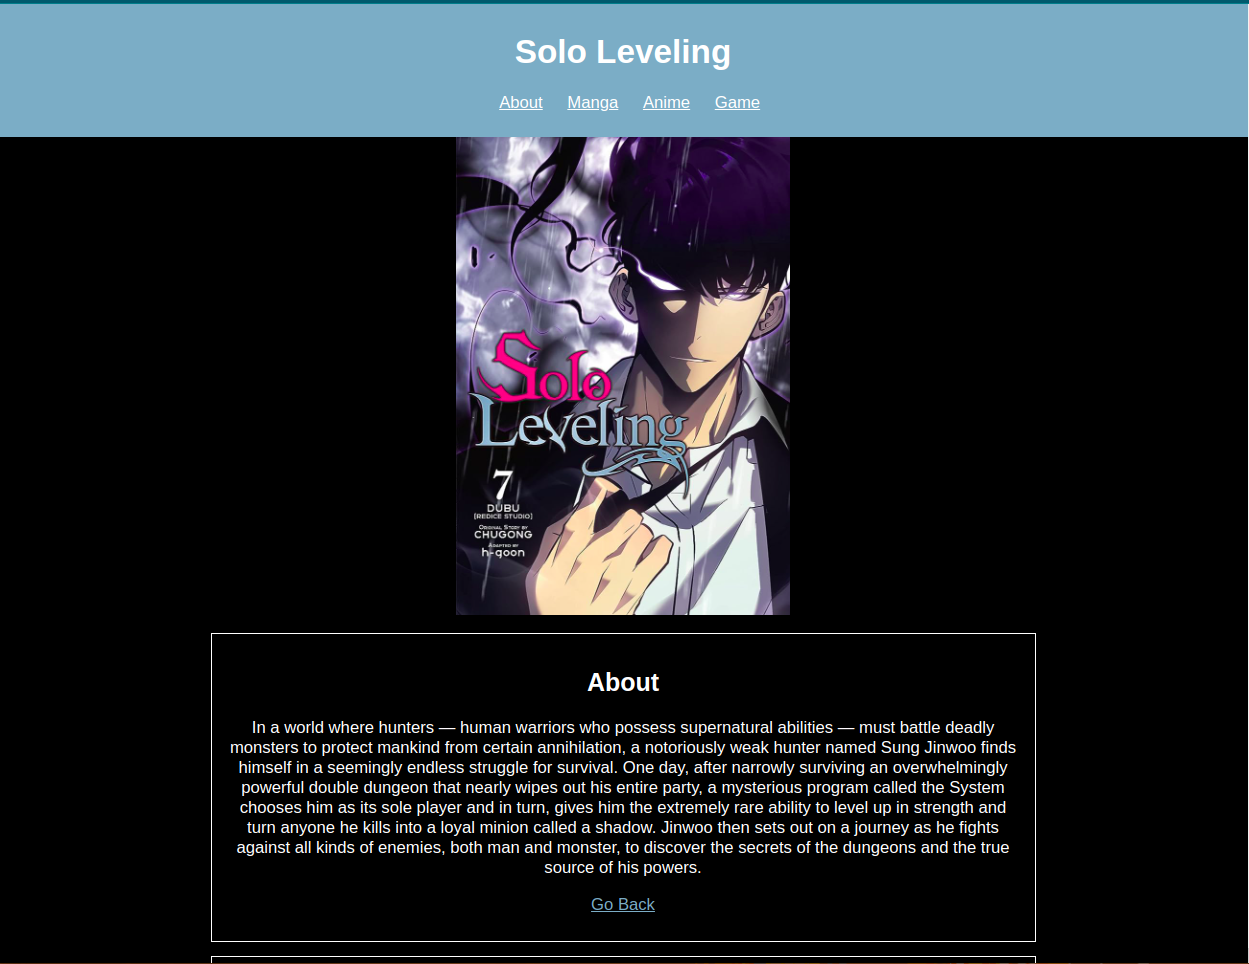 Solo Leveling
About Manga Anime Game
Solo
Leveling
7
DUBU
(REDICE STUDIO)
ORIGINAL STORY BY
CHUGONG
ADAPTED BY
h-goon
About
In a world where hunters — human warriors who possess supernatural abilities — must battle deadly
monsters to protect mankind from certain annihilation, a notoriously weak hunter named Sung Jinwoo finds
himself in a seemingly endless struggle for survival. One day, after narrowly surviving an overwhelmingly
powerful double dungeon that nearly wipes out his entire party, a mysterious program called the System
chooses him as its sole player and in turn, gives him the extremely rare ability to level up in strength and
turn anyone he kills into a loyal minion called a shadow. Jinwoo then sets out on a journey as he fights
against all kinds of enemies, both man and monster, to discover the secrets of the dungeons and the true
source of his powers.
Go Back